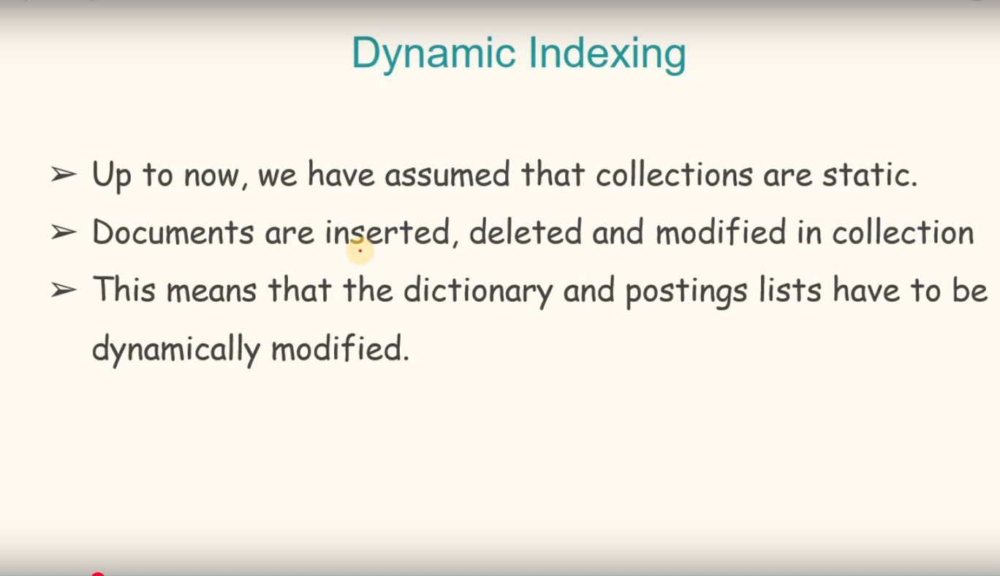 Dynamic Indexing
➢ Up to now, we have assumed that collections are static.
➢ Documents are inserted, deleted and modified in collection
➢ This means that the dictionary and postings lists have to be
dynamically modified.